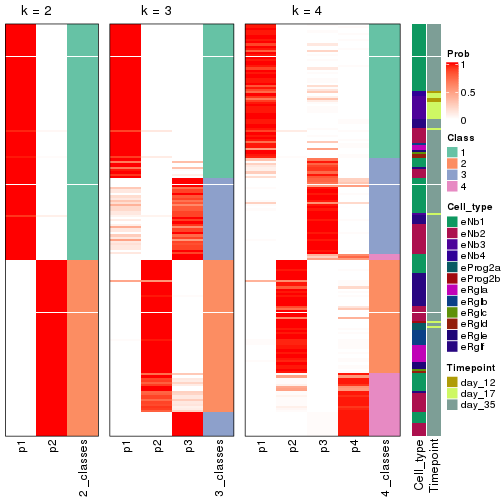 k = 2
k = 3
k = 4
p1
p2
2_classes
p1
p2
p3
3_classes
p1
p2
p3
p4
4_classes
Cell_type
Timepoint
Prob
1
0.5
0
Class
1
2
3
4
Cell_type
eNb1
eNb2
eNb3
eNb4
eProg2a
eProg2b
eRgla
eRglb
eRglc
eRgld
eRgle
eRglf
Timepoint
day_12
day_17
day_35